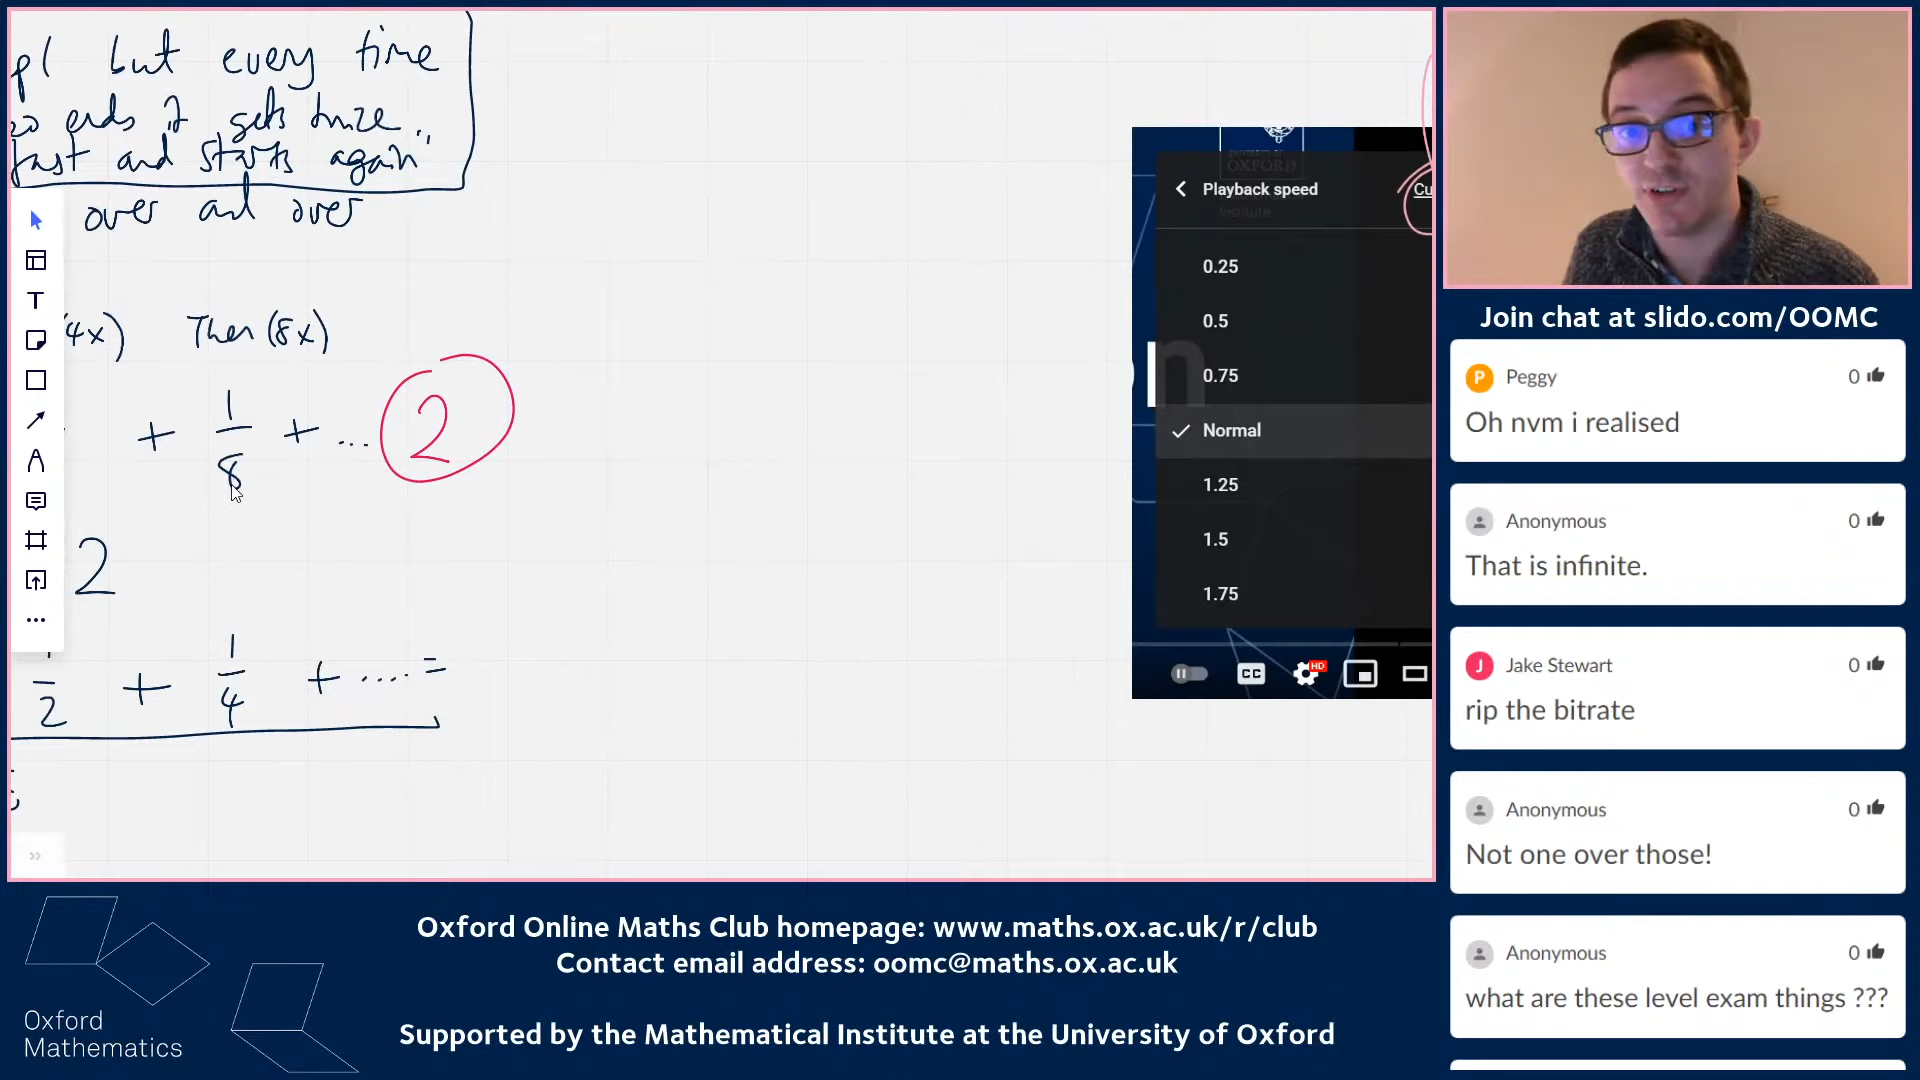 but every time
ends it gets twice
fast and starts again"
over and over
(4x) Then (8x)
+ 1/8 + ... 2
2
1/2 + 1/4 + ..... =
OXFORD
Institute
Playback speed
0.25
0.5
0.75
Normal
1.25
1.5
1.75
CC
HD
Join chat at slido.com/OOMC
P Peggy 0
Oh nvm i realised
Anonymous 0
That is infinite.
J Jake Stewart 0
rip the bitrate
Anonymous 0
Not one over those!
Anonymous 0
what are these level exam things ???
Oxford
Mathematics
Oxford Online Maths Club homepage: www.maths.ox.ac.uk/r/club
Contact email address: oomc@maths.ox.ac.uk
Supported by the Mathematical Institute at the University of Oxford